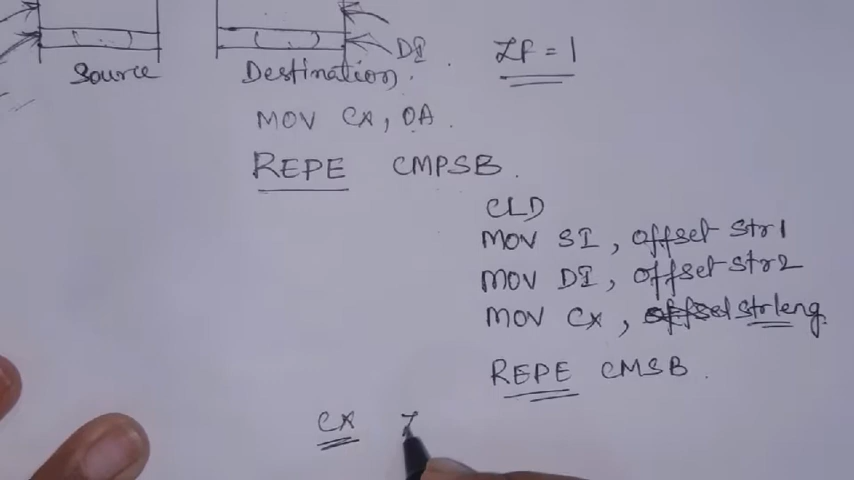 DI ZF = 1
Source Destination.
MOV CX, 0A.
REPE CMPSB.
CLD
MOV SI, offset str1
MOV DI, offset str2
MOV CX, strleng.
REPE CMSB.
CX